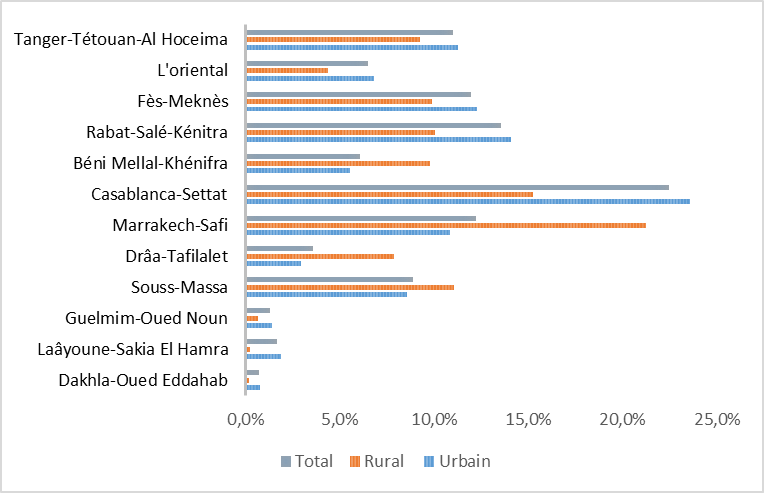 Tanger-Tétouan-Al Hoceima
L'oriental
Fès-Meknès
Rabat-Salé-Kénitra
Béni Mellal-Khénifra
Casablanca-Settat
Marrakech-Safi
Drâa-Tafilalet
Souss-Massa
Guelmim-Oued Noun
Laâyoune-Sakia El Hamra
Dakhla-Oued Eddahab
0,0% 5,0% 10,0% 15,0% 20,0% 25,0%
Total Rural Urbain